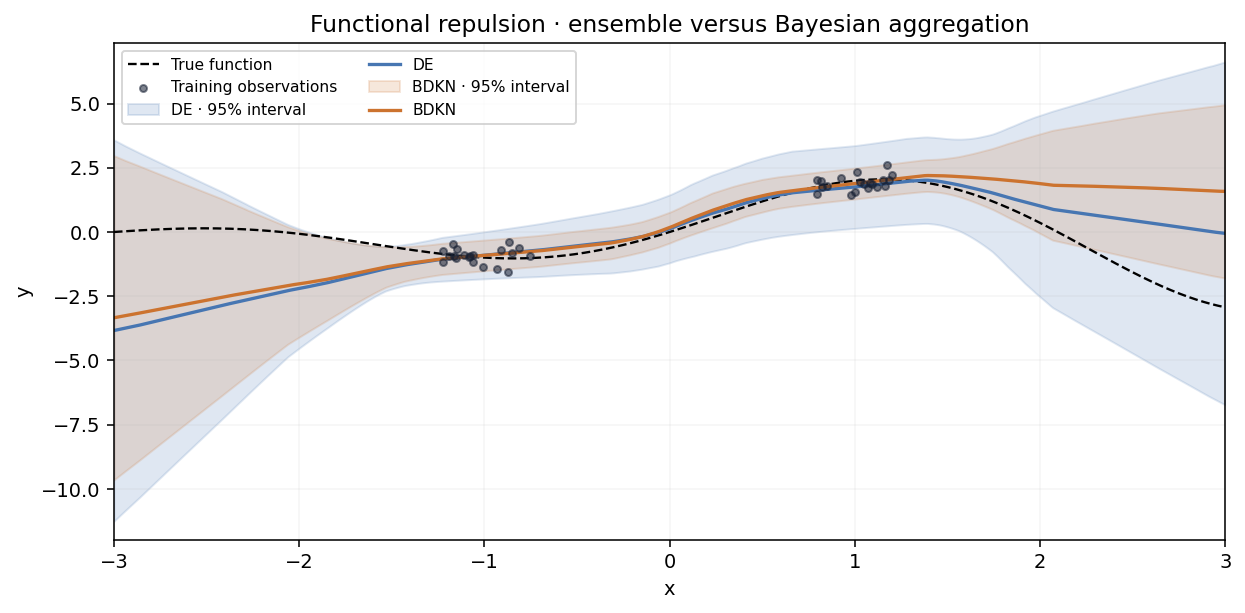 Functional repulsion · ensemble versus Bayesian aggregation
True function
Training observations
DE · 95% interval
DE
BDKN · 95% interval
BDKN
y
5.0
2.5
0.0
−2.5
−5.0
−7.5
−10.0
−3
−2
−1
0
1
2
3
x